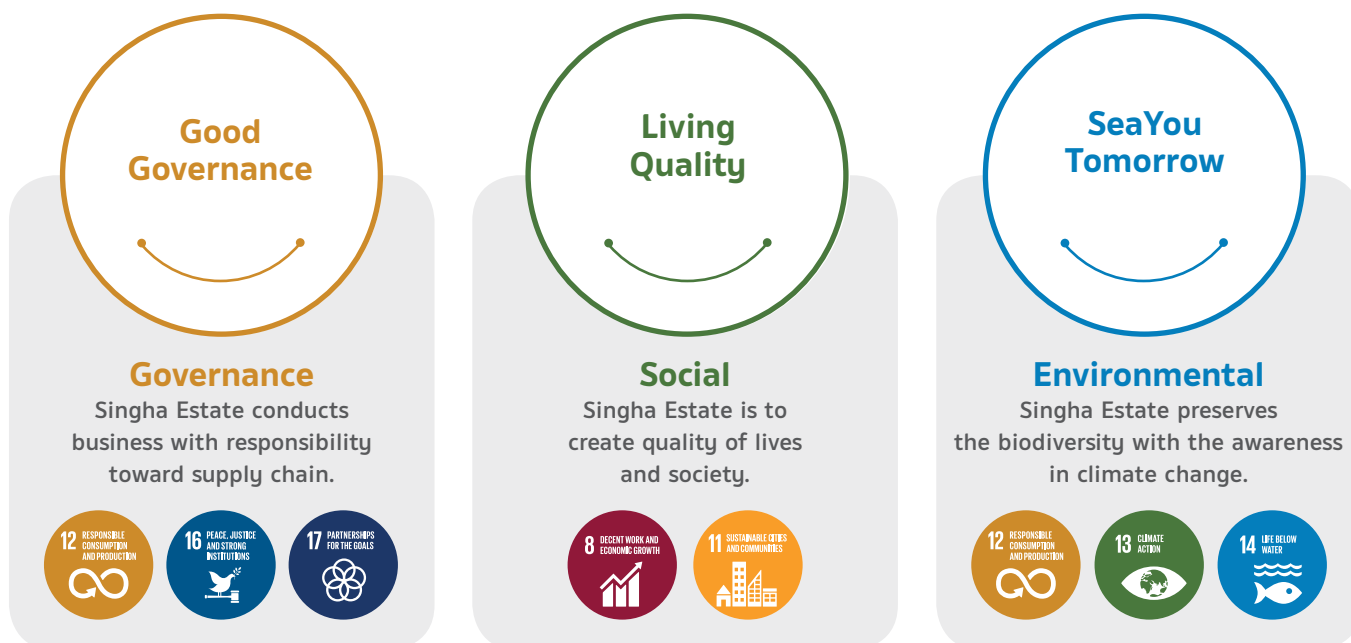 Good
Governance
Governance
Singha Estate conducts
business with responsibility
toward supply chain.
12 RESPONSIBLE
CONSUMPTION
AND PRODUCTION
16 PEACE, JUSTICE
AND STRONG
INSTITUTIONS
17 PARTNERSHIPS
FOR THE GOALS
Living
Quality
Social
Singha Estate is to
create quality of lives
and society.
8 DECENT WORK AND
ECONOMIC GROWTH
11 SUSTAINABLE CITIES
AND COMMUNITIES
SeaYou
Tomorrow
Environmental
Singha Estate preserves
the biodiversity with the awareness
in climate change.
12 RESPONSIBLE
CONSUMPTION
AND PRODUCTION
13 CLIMATE
ACTION
14 LIFE BELOW
WATER